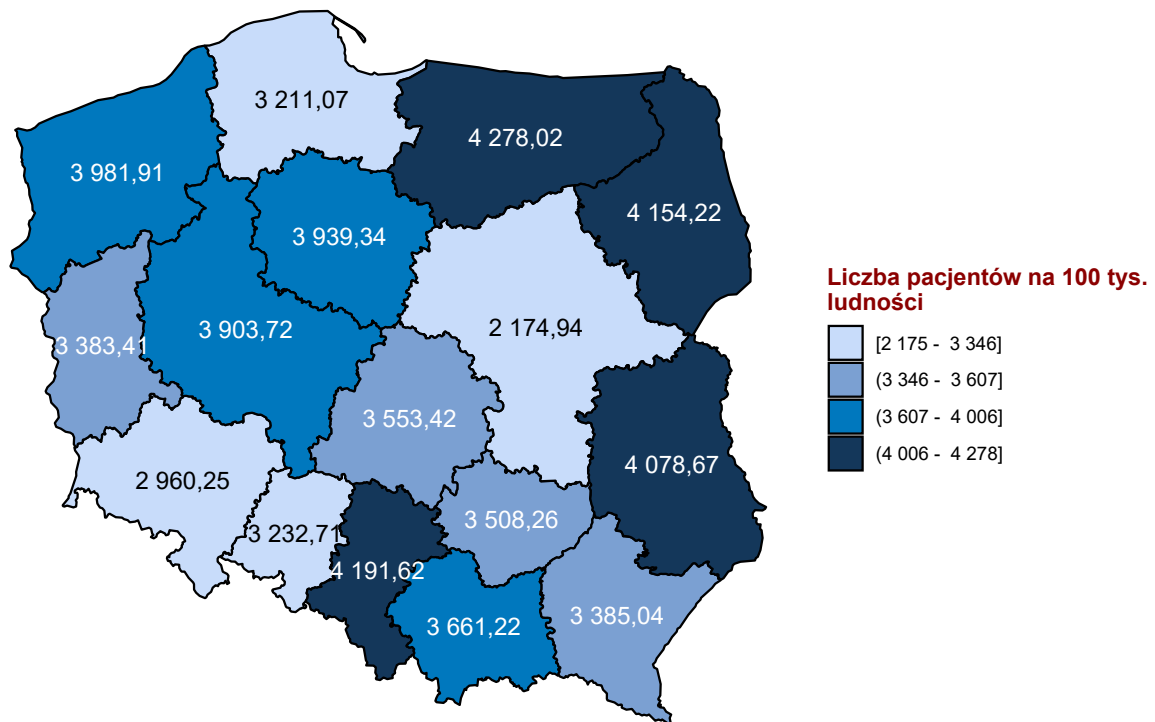 3 211,07
4 278,02
3 981,91
4 154,22
3 939,34
Liczba pacjentów na 100 tys.
ludności
3 903,72
2 174,94
3 383,41
[2 175 - 3 346]
(3 346 - 3 607]
(3 607 - 4 006]
(4 006 - 4 278]
3 553,42
4 078,67
2 960,25
3 508,26
3 232,71
4 191,62
3 385,04
3 661,22